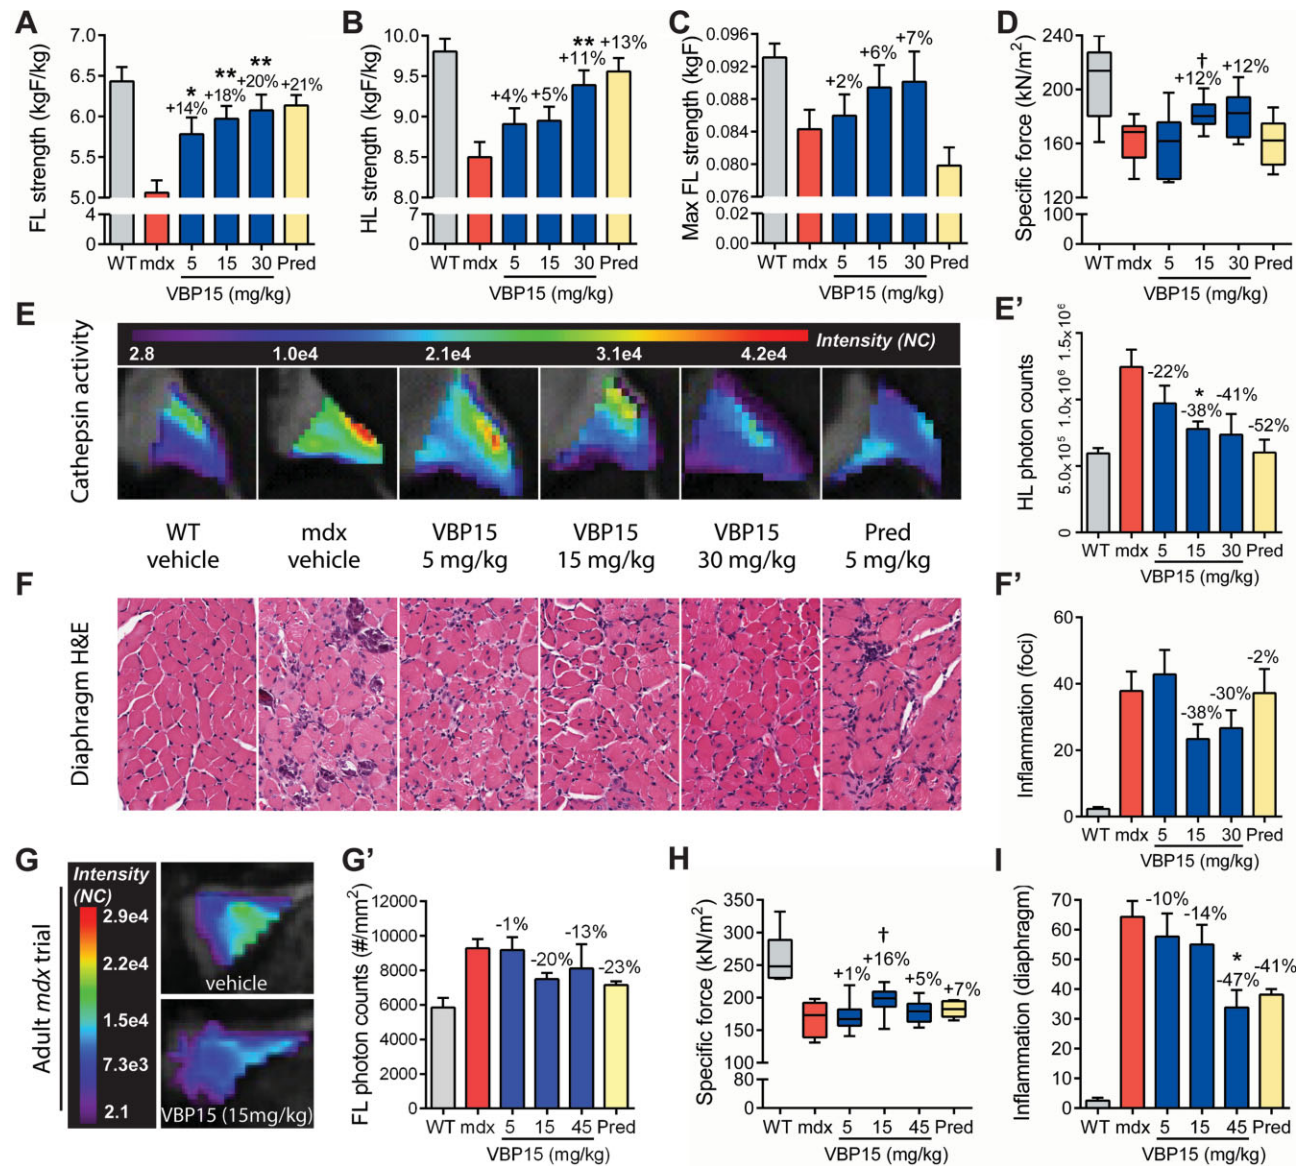 A
FL strength (kgF/kg)
7.0
6.0
5.0
4
0
*
+14%
**
+18%
**
+20%
+21%
WT mdx 5 15 30 Pred
VBP15 (mg/kg)
B
HL strength (kgF/kg)
10.0
9.5
9.0
8.5
8.0
7
0
+4%
+5%
**
+11%
+13%
WT mdx 5 15 30 Pred
VBP15 (mg/kg)
C
Max FL strength (kgF)
0.096
0.092
0.088
0.084
0.080
0.076
0.02
0.00
+2%
+6%
+7%
WT mdx 5 15 30 Pred
VBP15 (mg/kg)
D
Specific force (kN/m²)
240
200
160
120
100
0
†
+12%
+12%
WT mdx 5 15 30 Pred
VBP15 (mg/kg)
E
Cathepsin activity
2.8 1.0e4 2.1e4 3.1e4 4.2e4 Intensity (NC)
WT
vehicle
mdx
vehicle
VBP15
5 mg/kg
VBP15
15 mg/kg
VBP15
30 mg/kg
Pred
5 mg/kg
E'
HL photon counts
1.5×10⁶
1.0×10⁶
5.0×10⁵
0
-22%
*
-38%
-41%
-52%
WT mdx 5 15 30 Pred
VBP15 (mg/kg)
F
Diaphragm H&E
F'
Inflammation (foci)
60
40
20
0
-38%
-30%
-2%
WT mdx 5 15 30 Pred
VBP15 (mg/kg)
G
Adult mdx trial
Intensity
(NC)
2.9e4
2.2e4
1.5e4
7.3e3
2.1
vehicle
VBP15 (15mg/kg)
G'
FL photon counts (#/mm²)
12000
10000
8000
6000
4000
2000
0
-1%
-20%
-13%
-23%
WT mdx 5 15 45 Pred
VBP15 (mg/kg)
H
Specific force (kN/m²)
350
300
250
200
150
100
80
0
+1%
†
+16%
+5%
+7%
WT mdx 5 15 45 Pred
VBP15 (mg/kg)
I
Inflammation (diaphragm)
70
60
50
40
30
20
10
0
-10%
-14%
*
-47%
-41%
WT mdx 5 15 45 Pred
VBP15 (mg/kg)